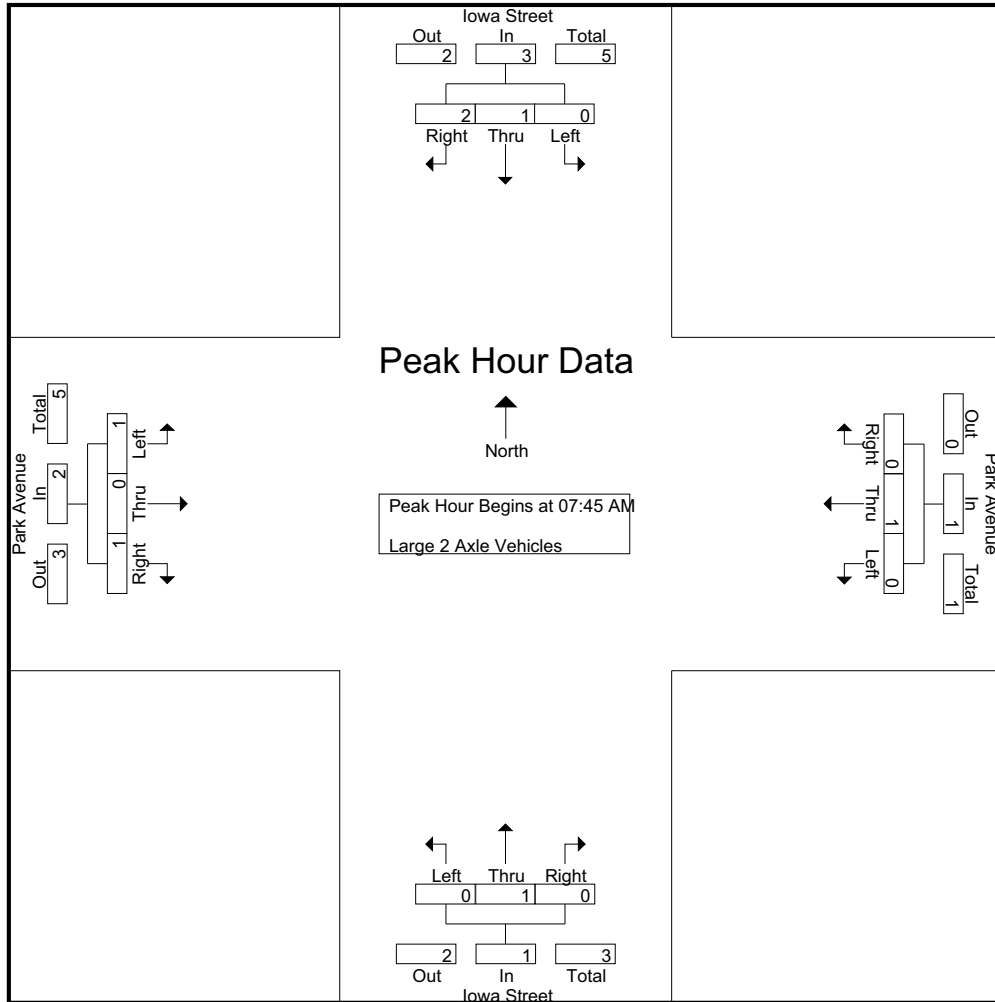 Iowa Street
Out In Total
2 3 5
2 1 0
Right Thru Left
Peak Hour Data
North
Peak Hour Begins at 07:45 AM
Large 2 Axle Vehicles
Park Avenue
Out In Total
3 2 5
1 0 1
Left Thru Right
Park Avenue
Out In Total
0 1 1
0 1 0
Right Thru Left
Left Thru Right
0 1 0
2 1 3
Out In Total
Iowa Street